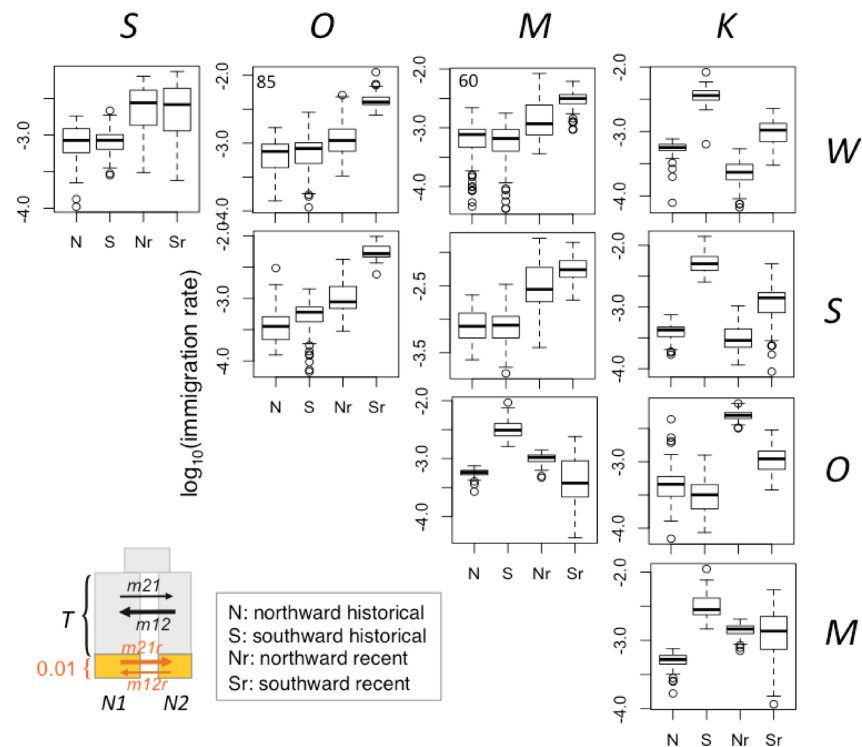 S O M K
85
60
-2.0 -3.0 -4.0
-3.0 -4.0
-2.0 -3.0 -4.0
-2.0 -3.0 -4.0
W
N S Nr Sr
-2.0 -3.0 -4.0
-2.5 -3.5
-2.0 -3.0 -4.0
S
N S Nr Sr
log10(immigration rate)
-2.0 -3.0 -4.0
-2.0 -3.0 -4.0
O
N S Nr Sr
-2.0 -3.0 -4.0
M
N S Nr Sr
T
m21
m12
0.01
m21r
m12r
N1 N2
N: northward historical
S: southward historical
Nr: northward recent
Sr: southward recent